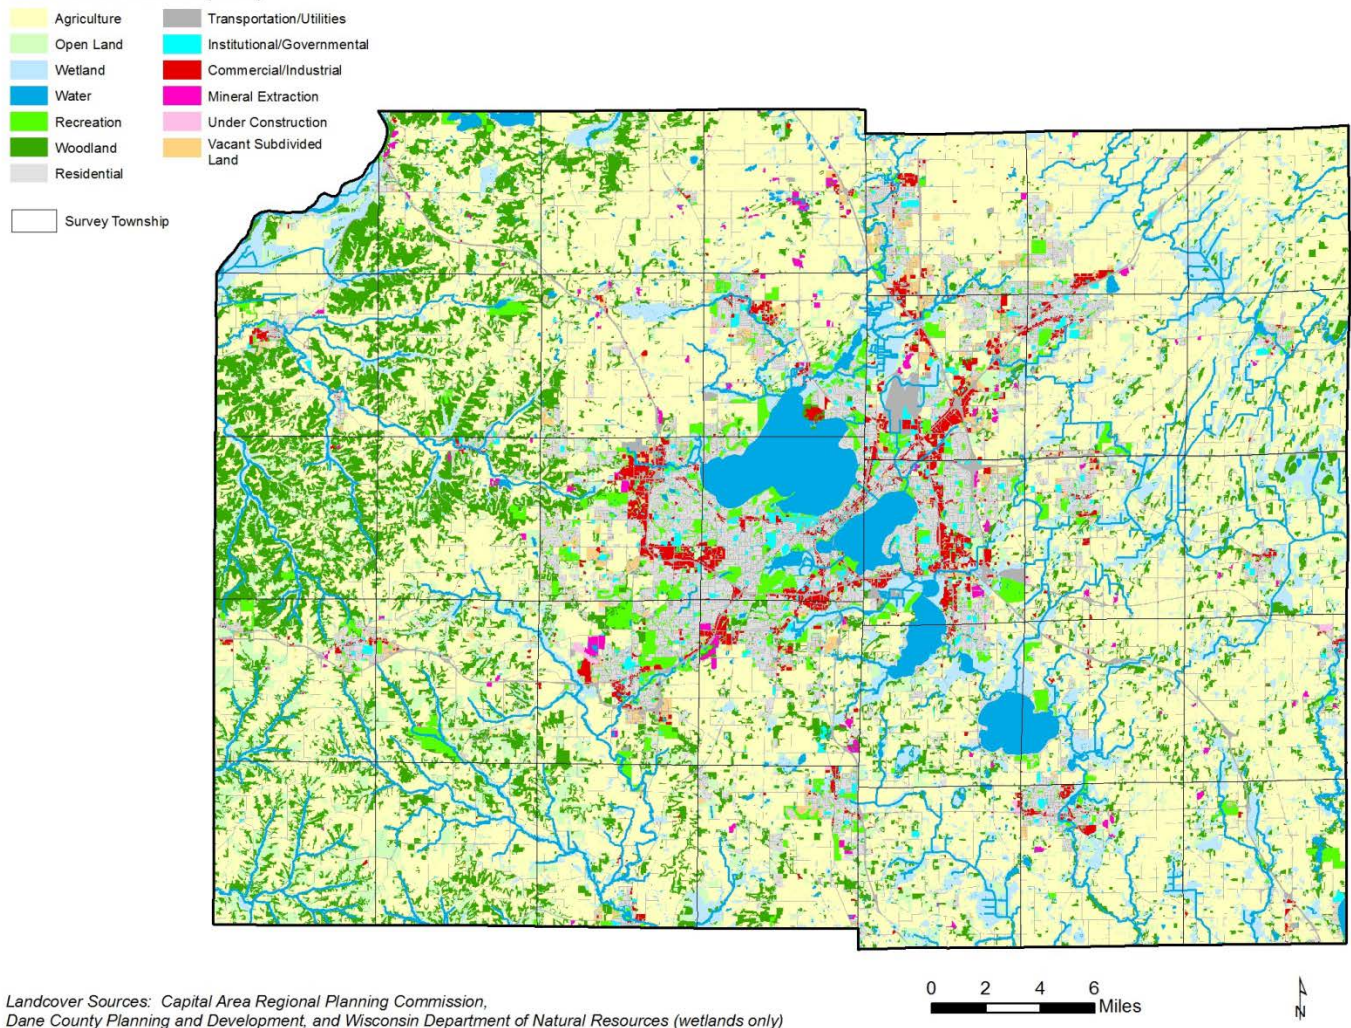 Agriculture
Open Land
Wetland
Water
Recreation
Woodland
Residential
Survey Township
Transportation/Utilities
Institutional/Governmental
Commercial/Industrial
Mineral Extraction
Under Construction
Vacant Subdivided
Land
Landcover Sources: Capital Area Regional Planning Commission,
Dane County Planning and Development, and Wisconsin Department of Natural Resources (wetlands only)
0 2 4 6
Miles
N